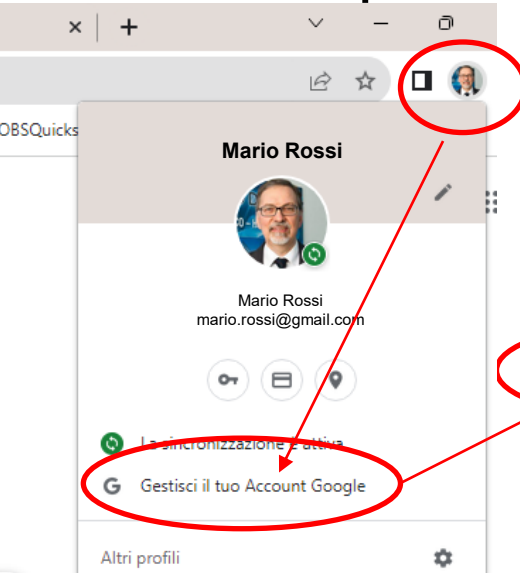 OBSQuicks
Mario Rossi
Mario Rossi
mario.rossi@gmail.com
La sincronizzazione è attiva
G Gestisci il tuo Account Google
Altri profili